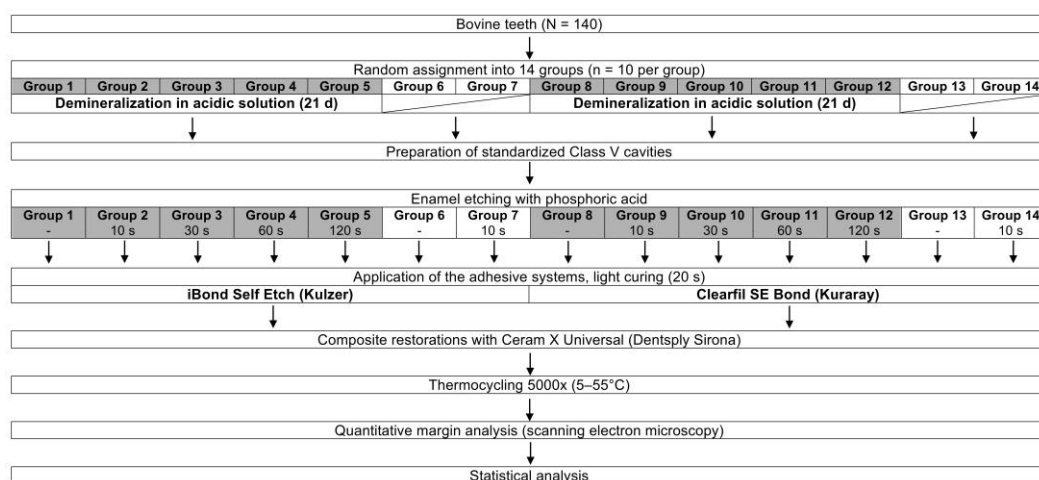 Bovine teeth (N = 140)
Random assignment into 14 groups (n = 10 per group)
Group 1 Group 2 Group 3 Group 4 Group 5 Group 6 Group 7 Group 8 Group 9 Group 10 Group 11 Group 12 Group 13 Group 14
Demineralization in acidic solution (21 d) Demineralization in acidic solution (21 d)
Preparation of standardized Class V cavities
Enamel etching with phosphoric acid
Group 1 Group 2 Group 3 Group 4 Group 5 Group 6 Group 7 Group 8 Group 9 Group 10 Group 11 Group 12 Group 13 Group 14
- 10 s 30 s 60 s 120 s - 10 s - 10 s 30 s 60 s 120 s - 10 s
Application of the adhesive systems, light curing (20 s)
iBond Self Etch (Kulzer) Clearfil SE Bond (Kuraray)
Composite restorations with Ceram X Universal (Dentsply Sirona)
Thermocycling 5000x (5–55°C)
Quantitative margin analysis (scanning electron microscopy)
Statistical analysis